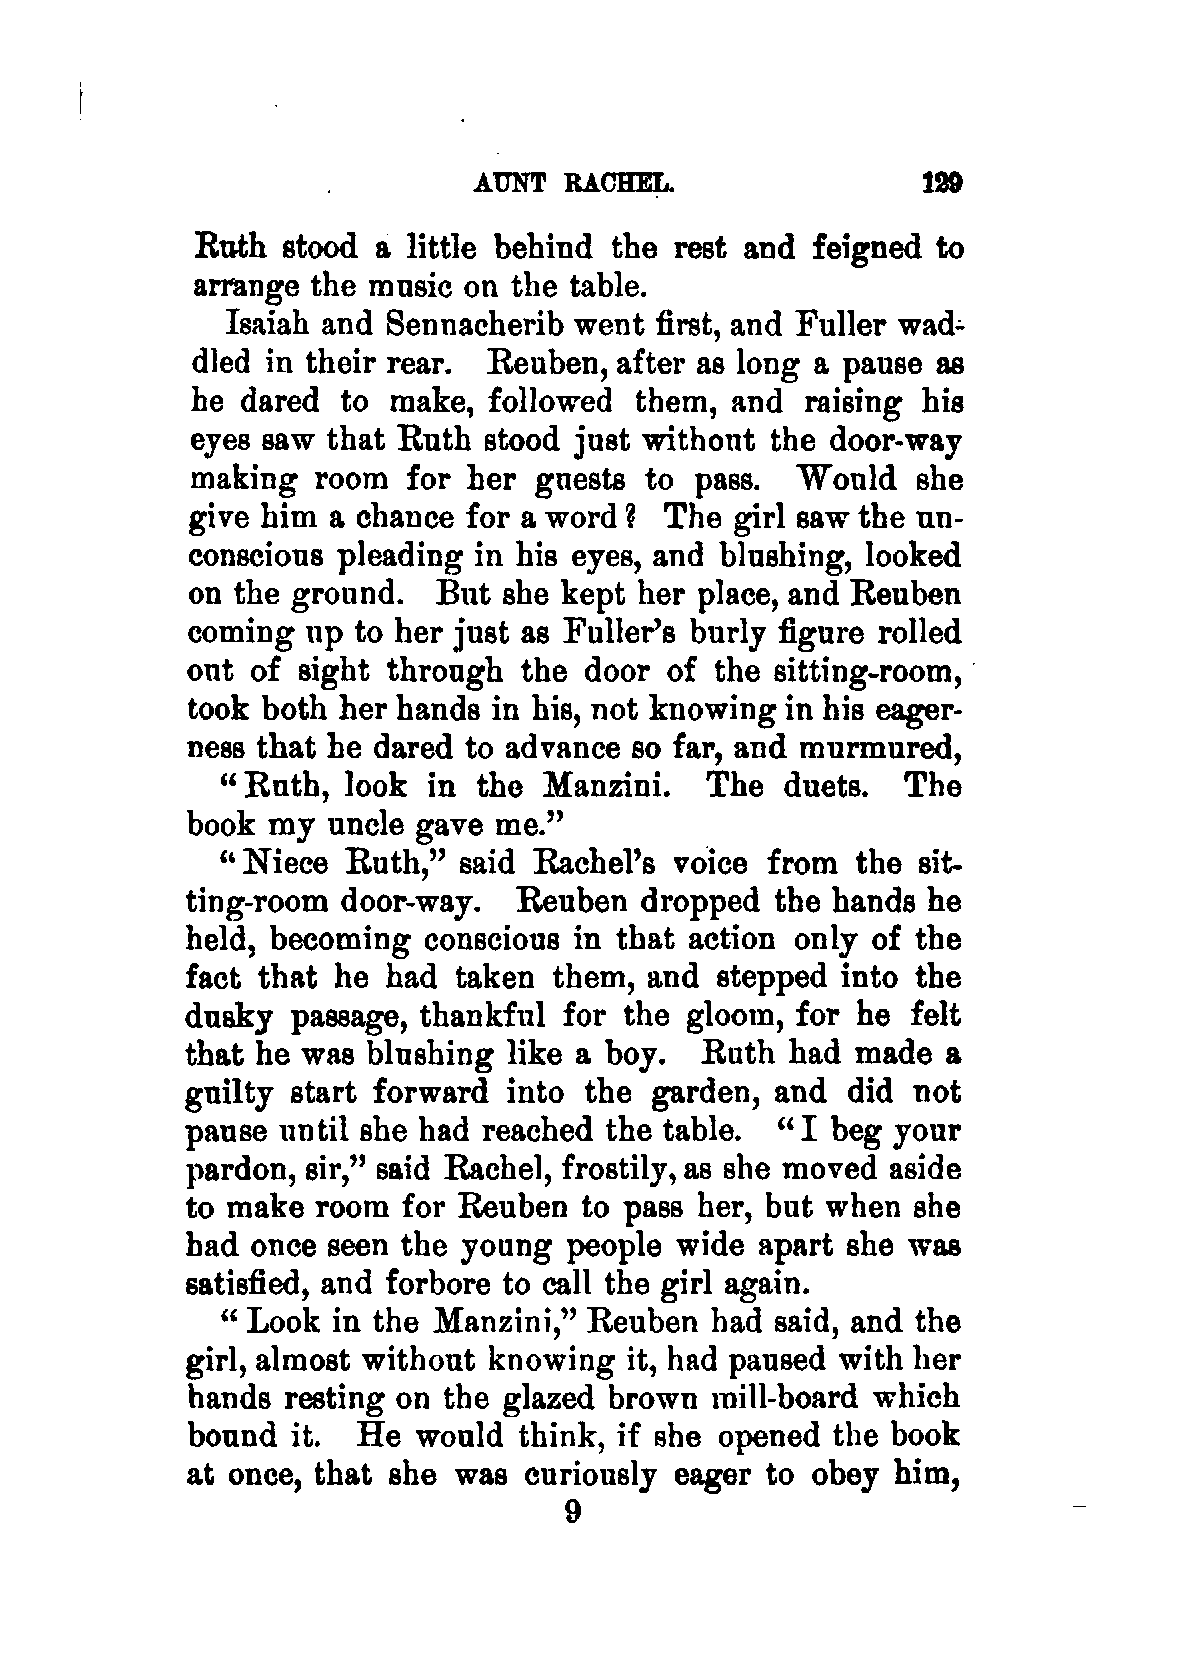 AUNT RACHEL. 129
Ruth stood a little behind the rest and feigned to
arrange the music on the table.
Isaiah and Sennacherib went first, and Fuller wad-
dled in their rear. Reuben, after as long a pause as
he dared to make, followed them, and raising his
eyes saw that Ruth stood just without the door-way
making room for her guests to pass. Would she
give him a chance for a word? The girl saw the un-
conscious pleading in his eyes, and blushing, looked
on the ground. But she kept her place, and Reuben
coming up to her just as Fuller's burly figure rolled
out of sight through the door of the sitting-room,
took both her hands in his, not knowing in his eager-
ness that he dared to advance so far, and murmured,
"Ruth, look in the Manzini. The duets. The
book my uncle gave me."
"Niece Ruth," said Rachel's voice from the sit-
ting-room door-way. Reuben dropped the hands he
held, becoming conscious in that action only of the
fact that he had taken them, and stepped into the
dusky passage, thankful for the gloom, for he felt
that he was blushing like a boy. Ruth had made a
guilty start forward into the garden, and did not
pause until she had reached the table. "I beg your
pardon, sir," said Rachel, frostily, as she moved aside
to make room for Reuben to pass her, but when she
had once seen the young people wide apart she was
satisfied, and forbore to call the girl again.
"Look in the Manzini," Reuben had said, and the
girl, almost without knowing it, had paused with her
hands resting on the glazed brown mill-board which
bound it. He would think, if she opened the book
at once, that she was curiously eager to obey him,
9